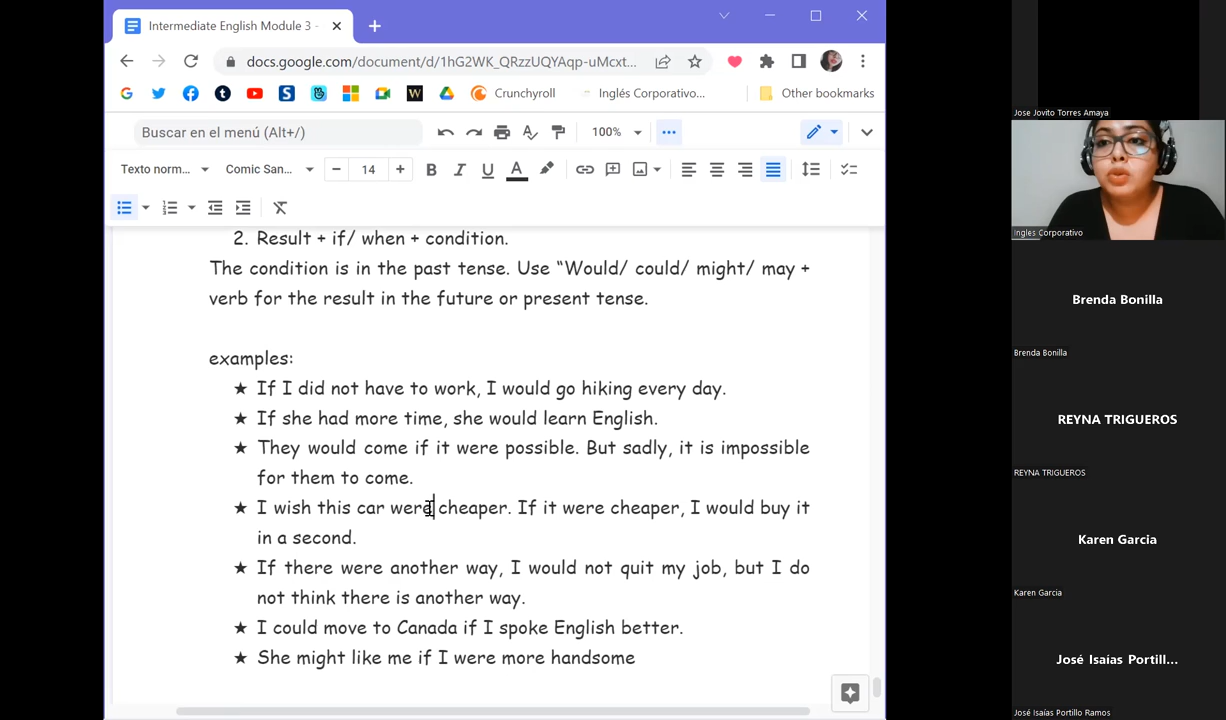 Intermediate English Module 3 -
docs.google.com/document/d/1hG2WK_QRzzUQYAqp-uMcxt...
Crunchyroll
Inglés Corporativo...
Other bookmarks
Buscar en el menú (Alt+/)
100%
Texto norm...
Comic San...
14
2. Result + if/ when + condition.
The condition is in the past tense. Use “Would/ could/ might/ may +
verb for the result in the future or present tense.
examples:
★ If I did not have to work, I would go hiking every day.
★ If she had more time, she would learn English.
★ They would come if it were possible. But sadly, it is impossible
for them to come.
★ I wish this car were cheaper. If it were cheaper, I would buy it
in a second.
★ If there were another way, I would not quit my job, but I do
not think there is another way.
★ I could move to Canada if I spoke English better.
★ She might like me if I were more handsome
Jose Jovito Torres Amaya
Ingles Corporativo
Brenda Bonilla
Brenda Bonilla
REYNA TRIGUEROS
REYNA TRIGUEROS
Karen García
Karen Garcia
José Isaías Portill...
José Isaías Portillo Ramos